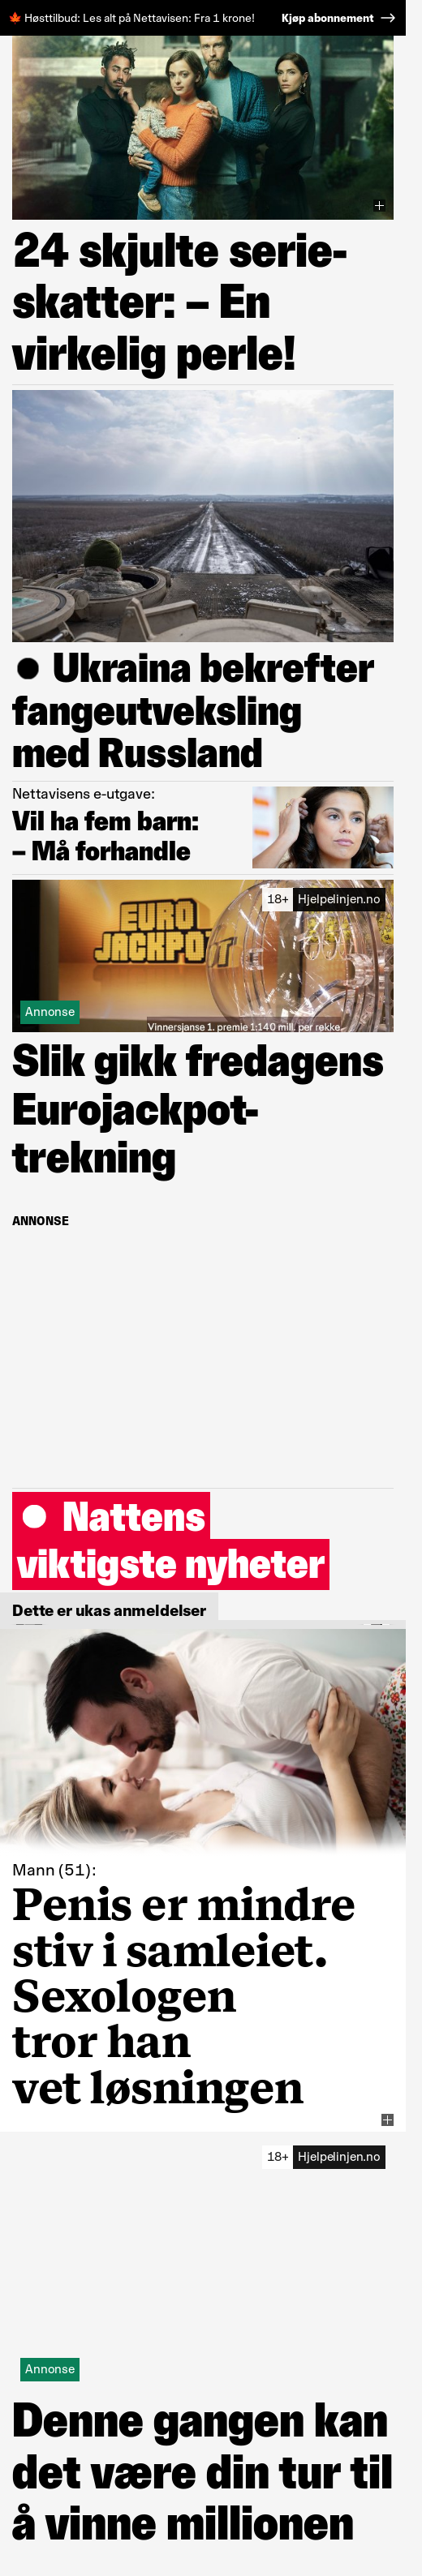 🍁 Høsttilbud: Les alt på Nettavisen: Fra 1 krone! Kjøp abonnement →
24 skjulte serie-
skatter: – En
virkelig perle!
● Ukraina bekrefter
fangeutveksling
med Russland
Nettavisens e-utgave:
Vil ha fem barn:
– Må forhandle
18+ Hjelpelinjen.no
EURO
JACKPOT
Annonse
Vinnersjanse 1. premie 1:140 mill. per rekke.
Slik gikk fredagens
Eurojackpot-
trekning
ANNONSE
● Nattens
viktigste nyheter
Dette er ukas anmeldelser
Mann (51):
Penis er mindre
stiv i samleiet.
Sexologen
tror han
vet løsningen
18+ Hjelpelinjen.no
Annonse
Denne gangen kan
det være din tur til
å vinne millionen